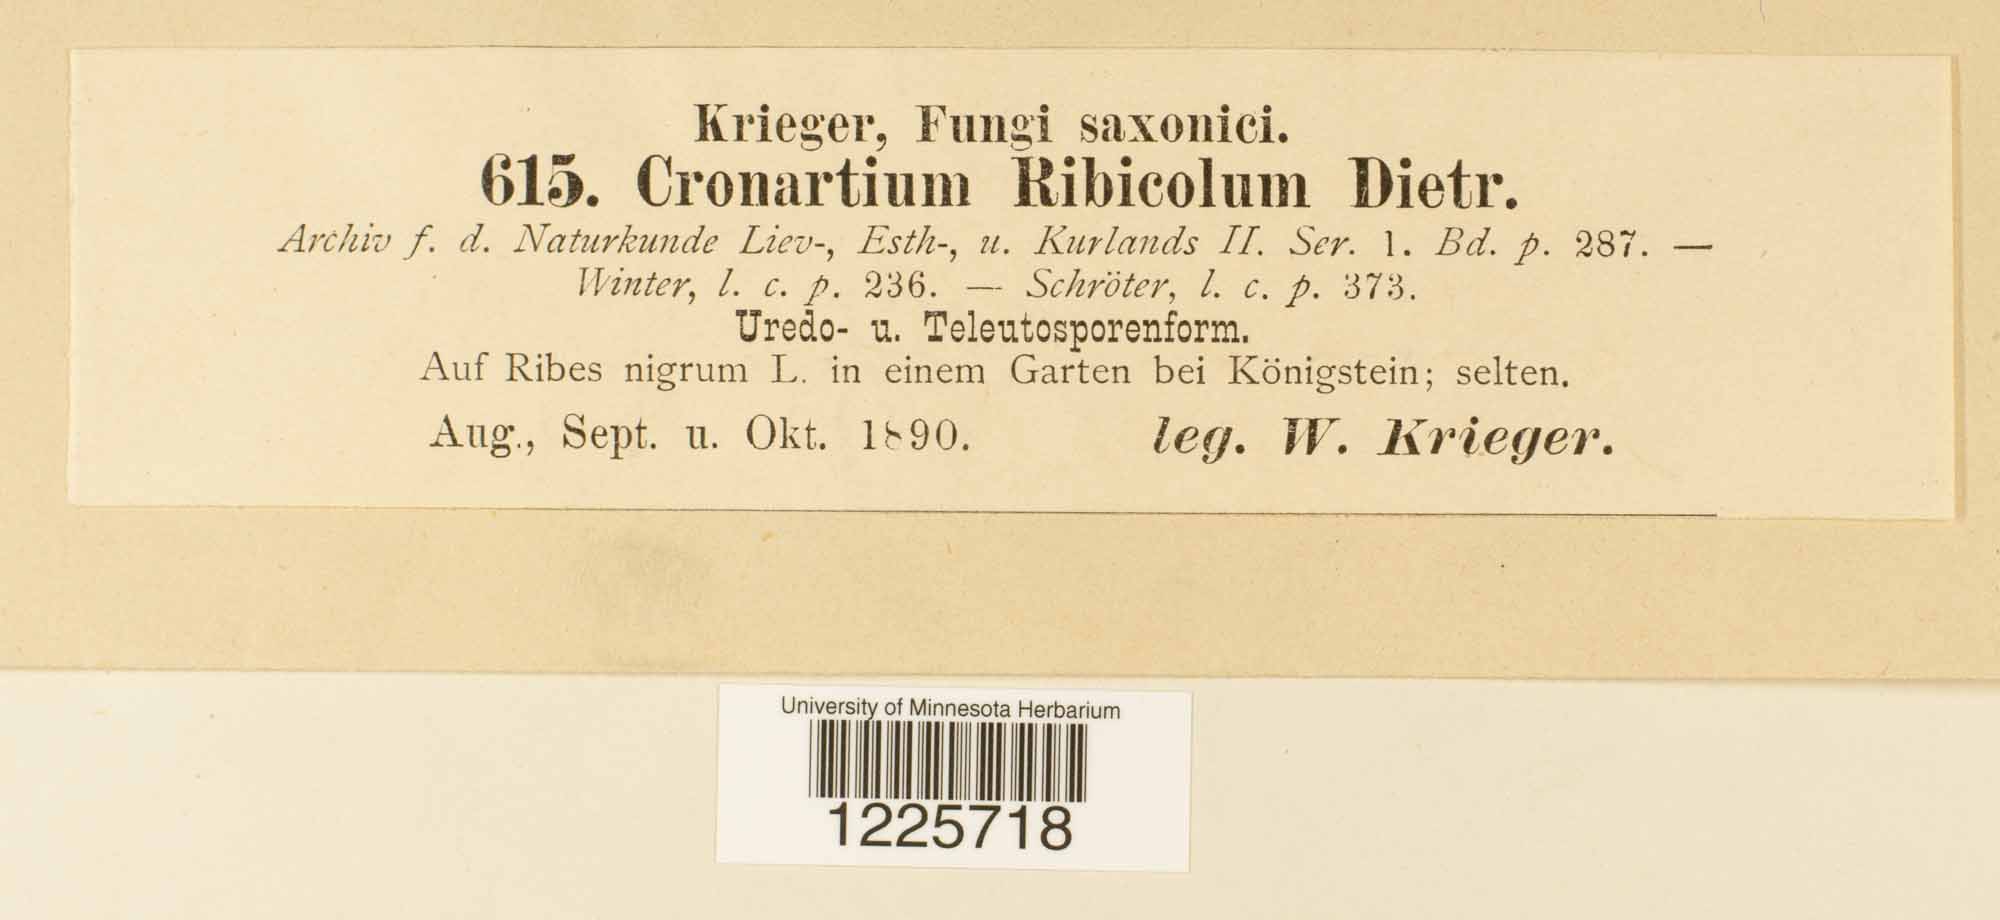 Krieger, Fungi saxonici.
615. Cronartium Ribicolum Dietr.
Archiv f. d. Naturkunde Liev-, Esth-, u. Kurlands II. Ser. 1. Bd. p. 287. —
Winter, l. c. p. 236. — Schröter, l. c. p. 373.
Uredo- u. Teleutosporenform.
Auf Ribes nigrum L. in einem Garten bei Königstein; selten.
Aug., Sept. u. Okt. 1890. leg. W. Krieger.
University of Minnesota Herbarium
1225718